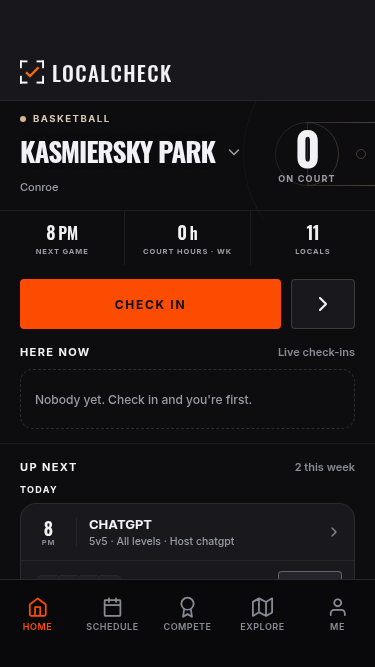 LOCALCHECK
BASKETBALL
KASMIERSKY PARK
Conroe
0
ON COURT
8 PM
NEXT GAME
0 h
COURT HOURS · WK
11
LOCALS
CHECK IN
HERE NOW
Live check-ins
Nobody yet. Check in and you're first.
UP NEXT
2 this week
TODAY
8
PM
CHATGPT
5v5 · All levels · Host chatgpt
HOME
SCHEDULE
COMPETE
EXPLORE
ME